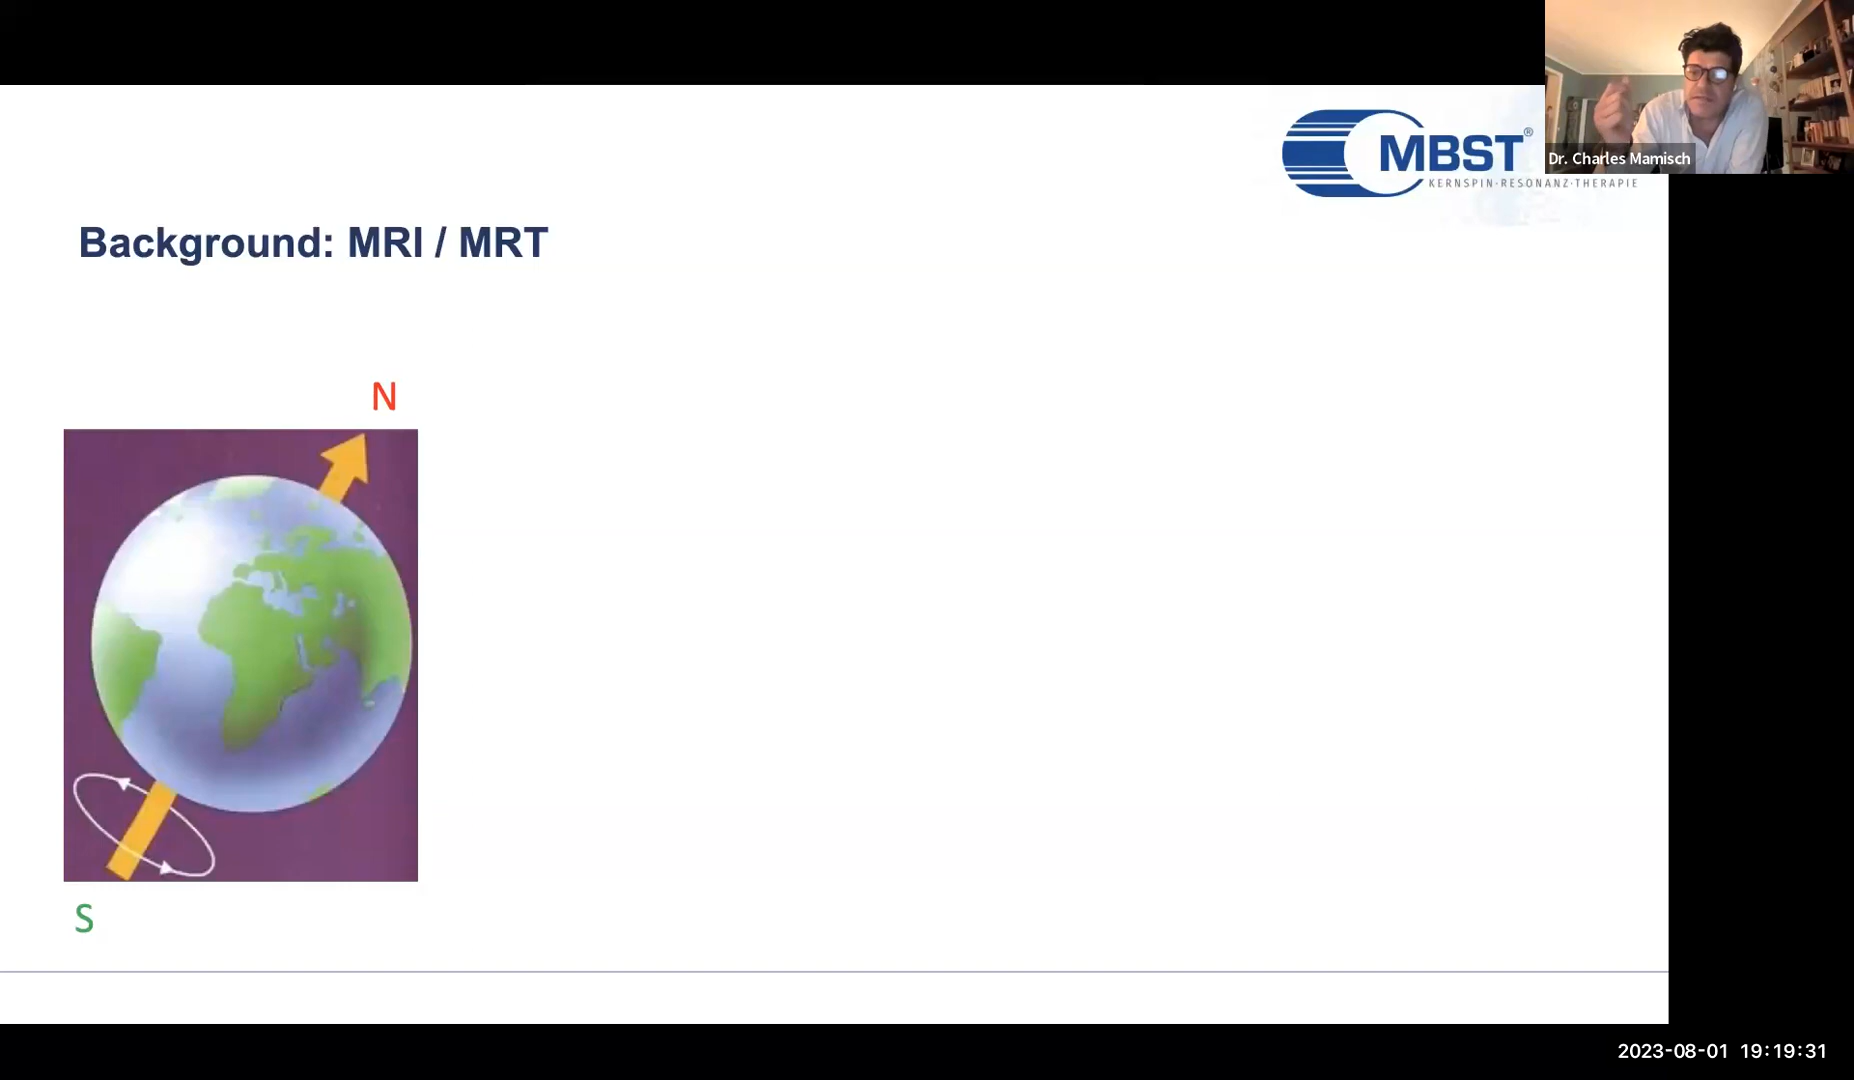 MBST®
KERNSPIN·RESONANZ·THERAPIE
Dr. Charles Mamisch
Background: MRI / MRT
N
S
2023-08-01 19:19:31